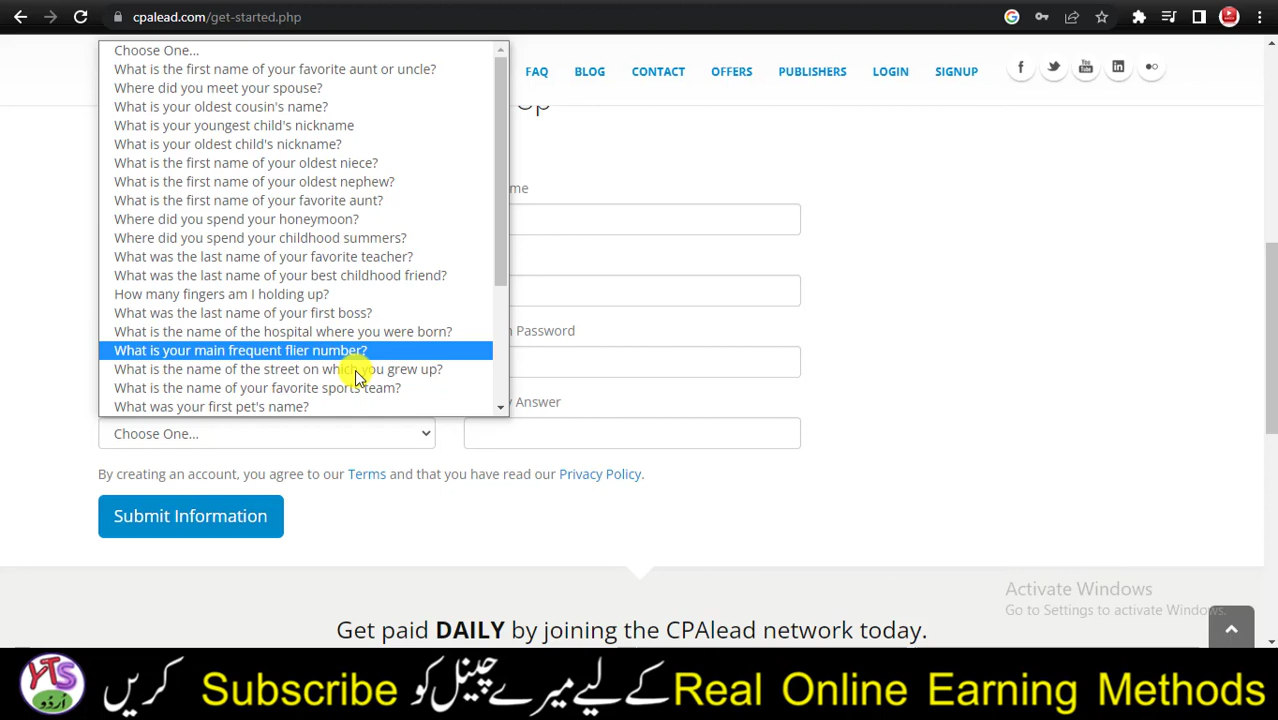 cpalead.com/get-started.php
Choose One...
What is the first name of your favorite aunt or uncle?
Where did you meet your spouse?
What is your oldest cousin's name?
What is your youngest child's nickname
What is your oldest child's nickname?
What is the first name of your oldest niece?
What is the first name of your oldest nephew?
What is the first name of your favorite aunt?
Where did you spend your honeymoon?
Where did you spend your childhood summers?
What was the last name of your favorite teacher?
What was the last name of your best childhood friend?
How many fingers am I holding up?
What was the last name of your first boss?
What is the name of the hospital where you were born?
What is your main frequent flier number?
What is the name of the street on which you grew up?
What is the name of your favorite sports team?
What was your first pet's name?
FAQ BLOG CONTACT OFFERS PUBLISHERS LOGIN SIGNUP
Password
Answer
Choose One...
By creating an account, you agree to our Terms and that you have read our Privacy Policy.
Submit Information
Activate Windows
Go to Settings to activate Windows.
Get paid DAILY by joining the CPAlead network today.
YTS اردو
Real Online Earning Methods کے لیے میرے چینل کو Subscribe کریں